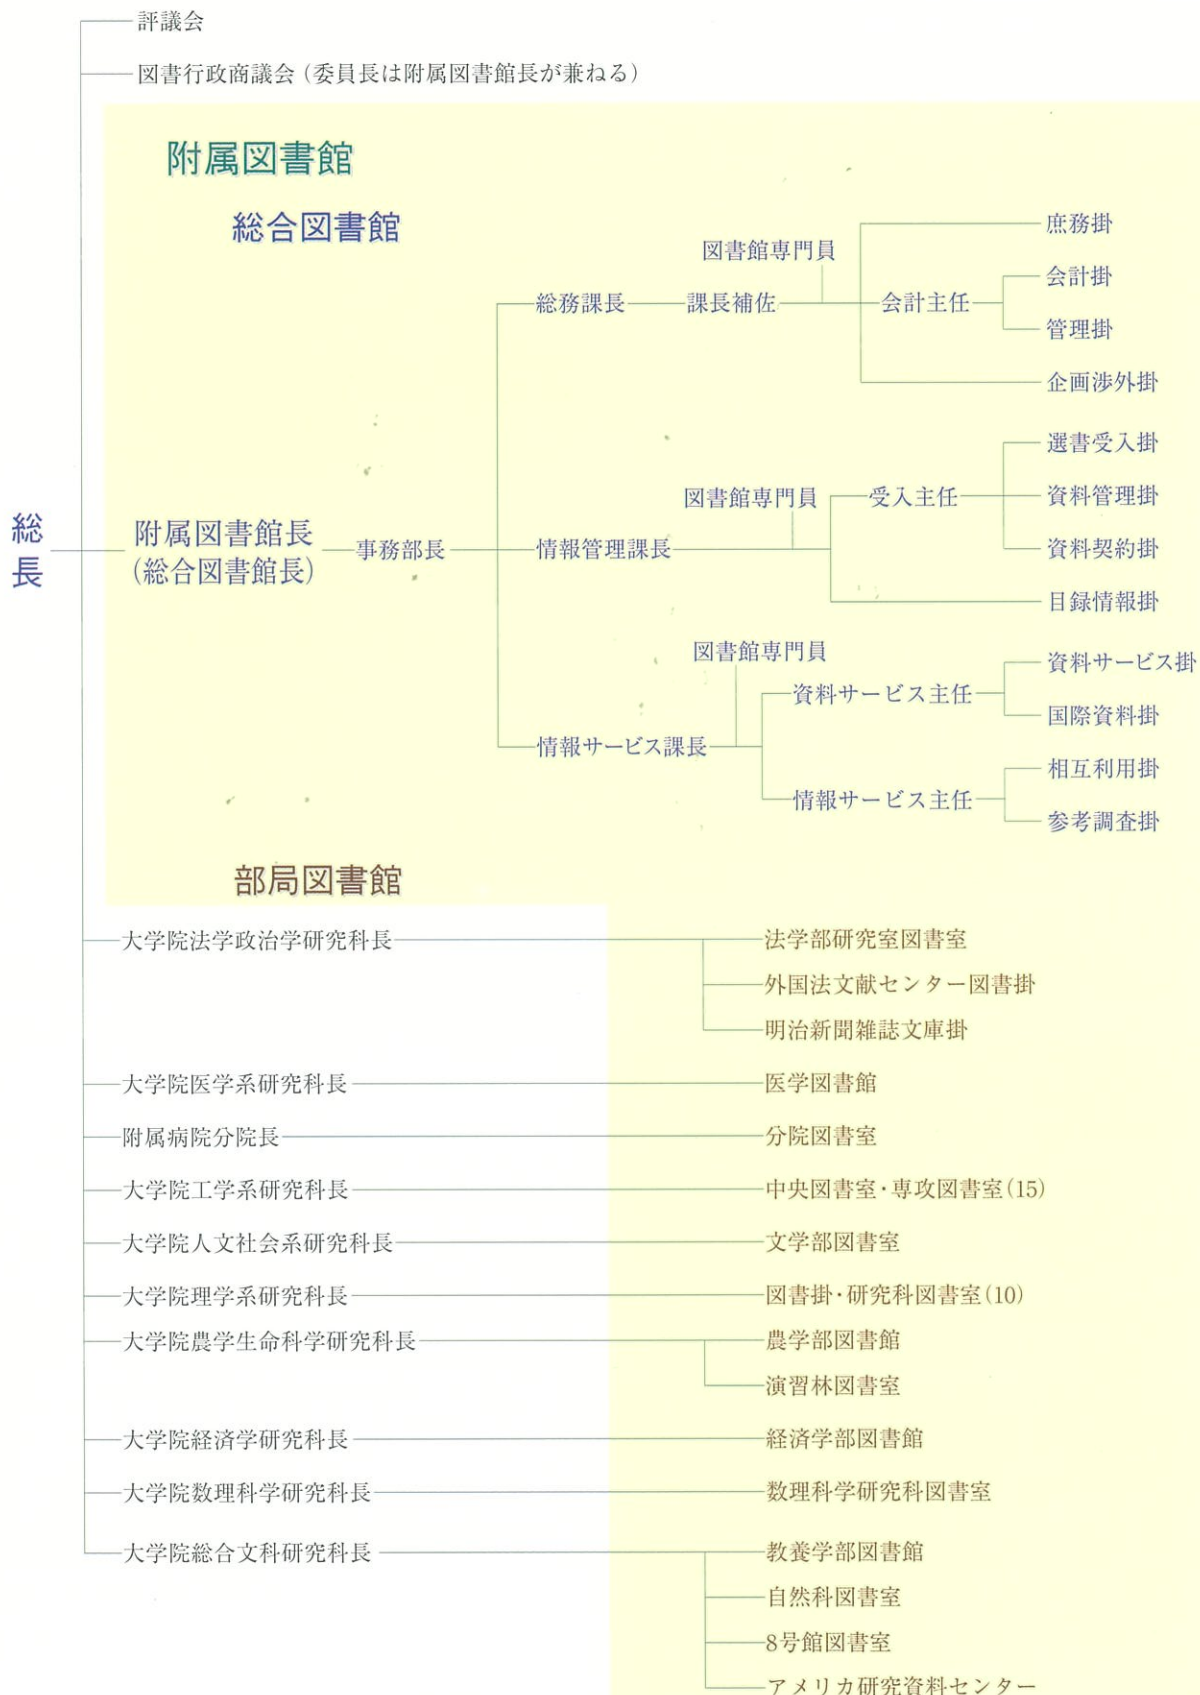 評議会
図書行政商議会（委員長は附属図書館長が兼ねる）
附属図書館
総合図書館
総長
附属図書館長
（総合図書館長）
事務部長
総務課長
課長補佐
図書館専門員
庶務掛
会計主任
会計掛
管理掛
企画渉外掛
情報管理課長
図書館専門員
受入主任
選書受入掛
資料管理掛
資料契約掛
目録情報掛
情報サービス課長
図書館専門員
資料サービス主任
資料サービス掛
国際資料掛
情報サービス主任
相互利用掛
参考調査掛
部局図書館
大学院法学政治学研究科長
法学部研究室図書室
外国法文献センター図書掛
明治新聞雑誌文庫掛
大学院医学系研究科長
医学図書館
附属病院分院長
分院図書室
大学院工学系研究科長
中央図書室・専攻図書室(15)
大学院人文社会系研究科長
文学部図書室
大学院理学系研究科長
図書掛・研究科図書室(10)
大学院農学生命科学研究科長
農学部図書館
演習林図書室
大学院経済学研究科長
経済学部図書館
大学院数理科学研究科長
数理科学研究科図書室
大学院総合文科研究科長
教養学部図書館
自然科図書室
8号館図書室
アメリカ研究資料センター